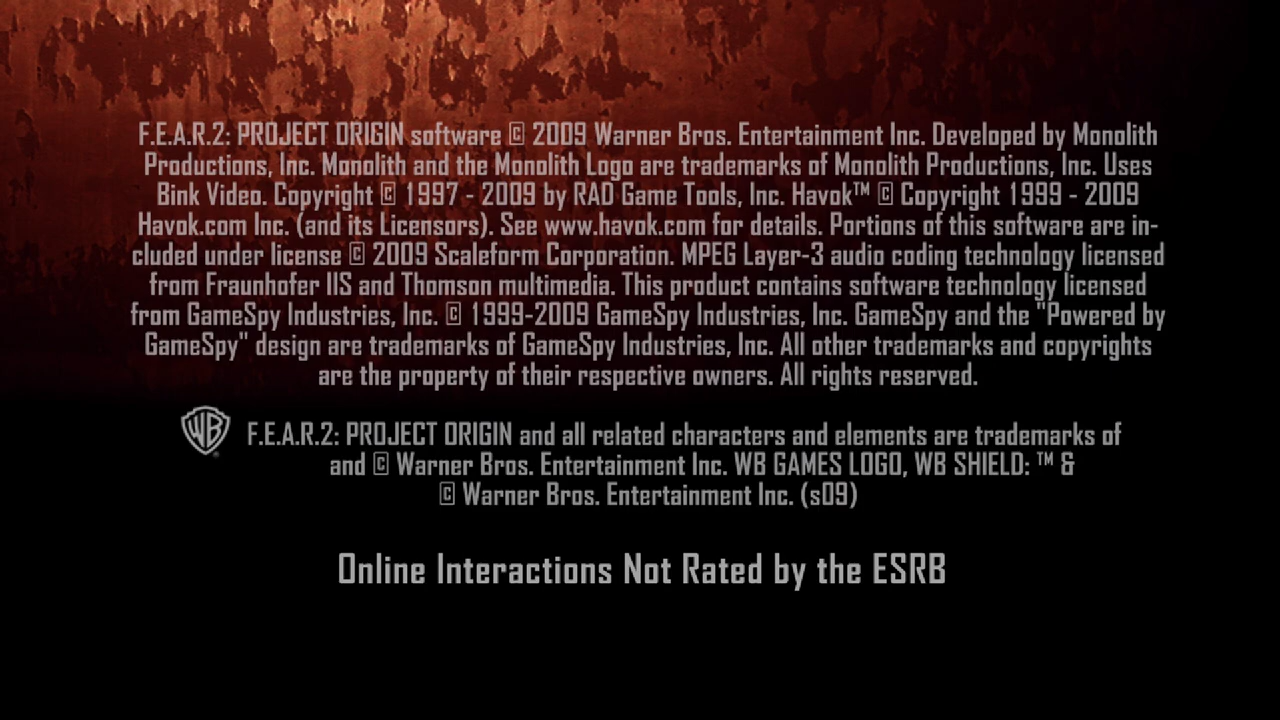 F.E.A.R.2: PROJECT ORIGIN software © 2009 Warner Bros. Entertainment Inc. Developed by Monolith
Productions, Inc. Monolith and the Monolith Logo are trademarks of Monolith Productions, Inc. Uses
Bink Video. Copyright © 1997 - 2009 by RAD Game Tools, Inc. Havok™ © Copyright 1999 - 2009
Havok.com Inc. (and its Licensors). See www.havok.com for details. Portions of this software are in-
cluded under license © 2009 Scaleform Corporation. MPEG Layer-3 audio coding technology licensed
from Fraunhofer IIS and Thomson multimedia. This product contains software technology licensed
from GameSpy Industries, Inc. © 1999-2009 GameSpy Industries, Inc. GameSpy and the "Powered by
GameSpy" design are trademarks of GameSpy Industries, Inc. All other trademarks and copyrights
are the property of their respective owners. All rights reserved.
WB F.E.A.R.2: PROJECT ORIGIN and all related characters and elements are trademarks of
and © Warner Bros. Entertainment Inc. WB GAMES LOGO, WB SHIELD: ™ &
© Warner Bros. Entertainment Inc. (s09)
Online Interactions Not Rated by the ESRB